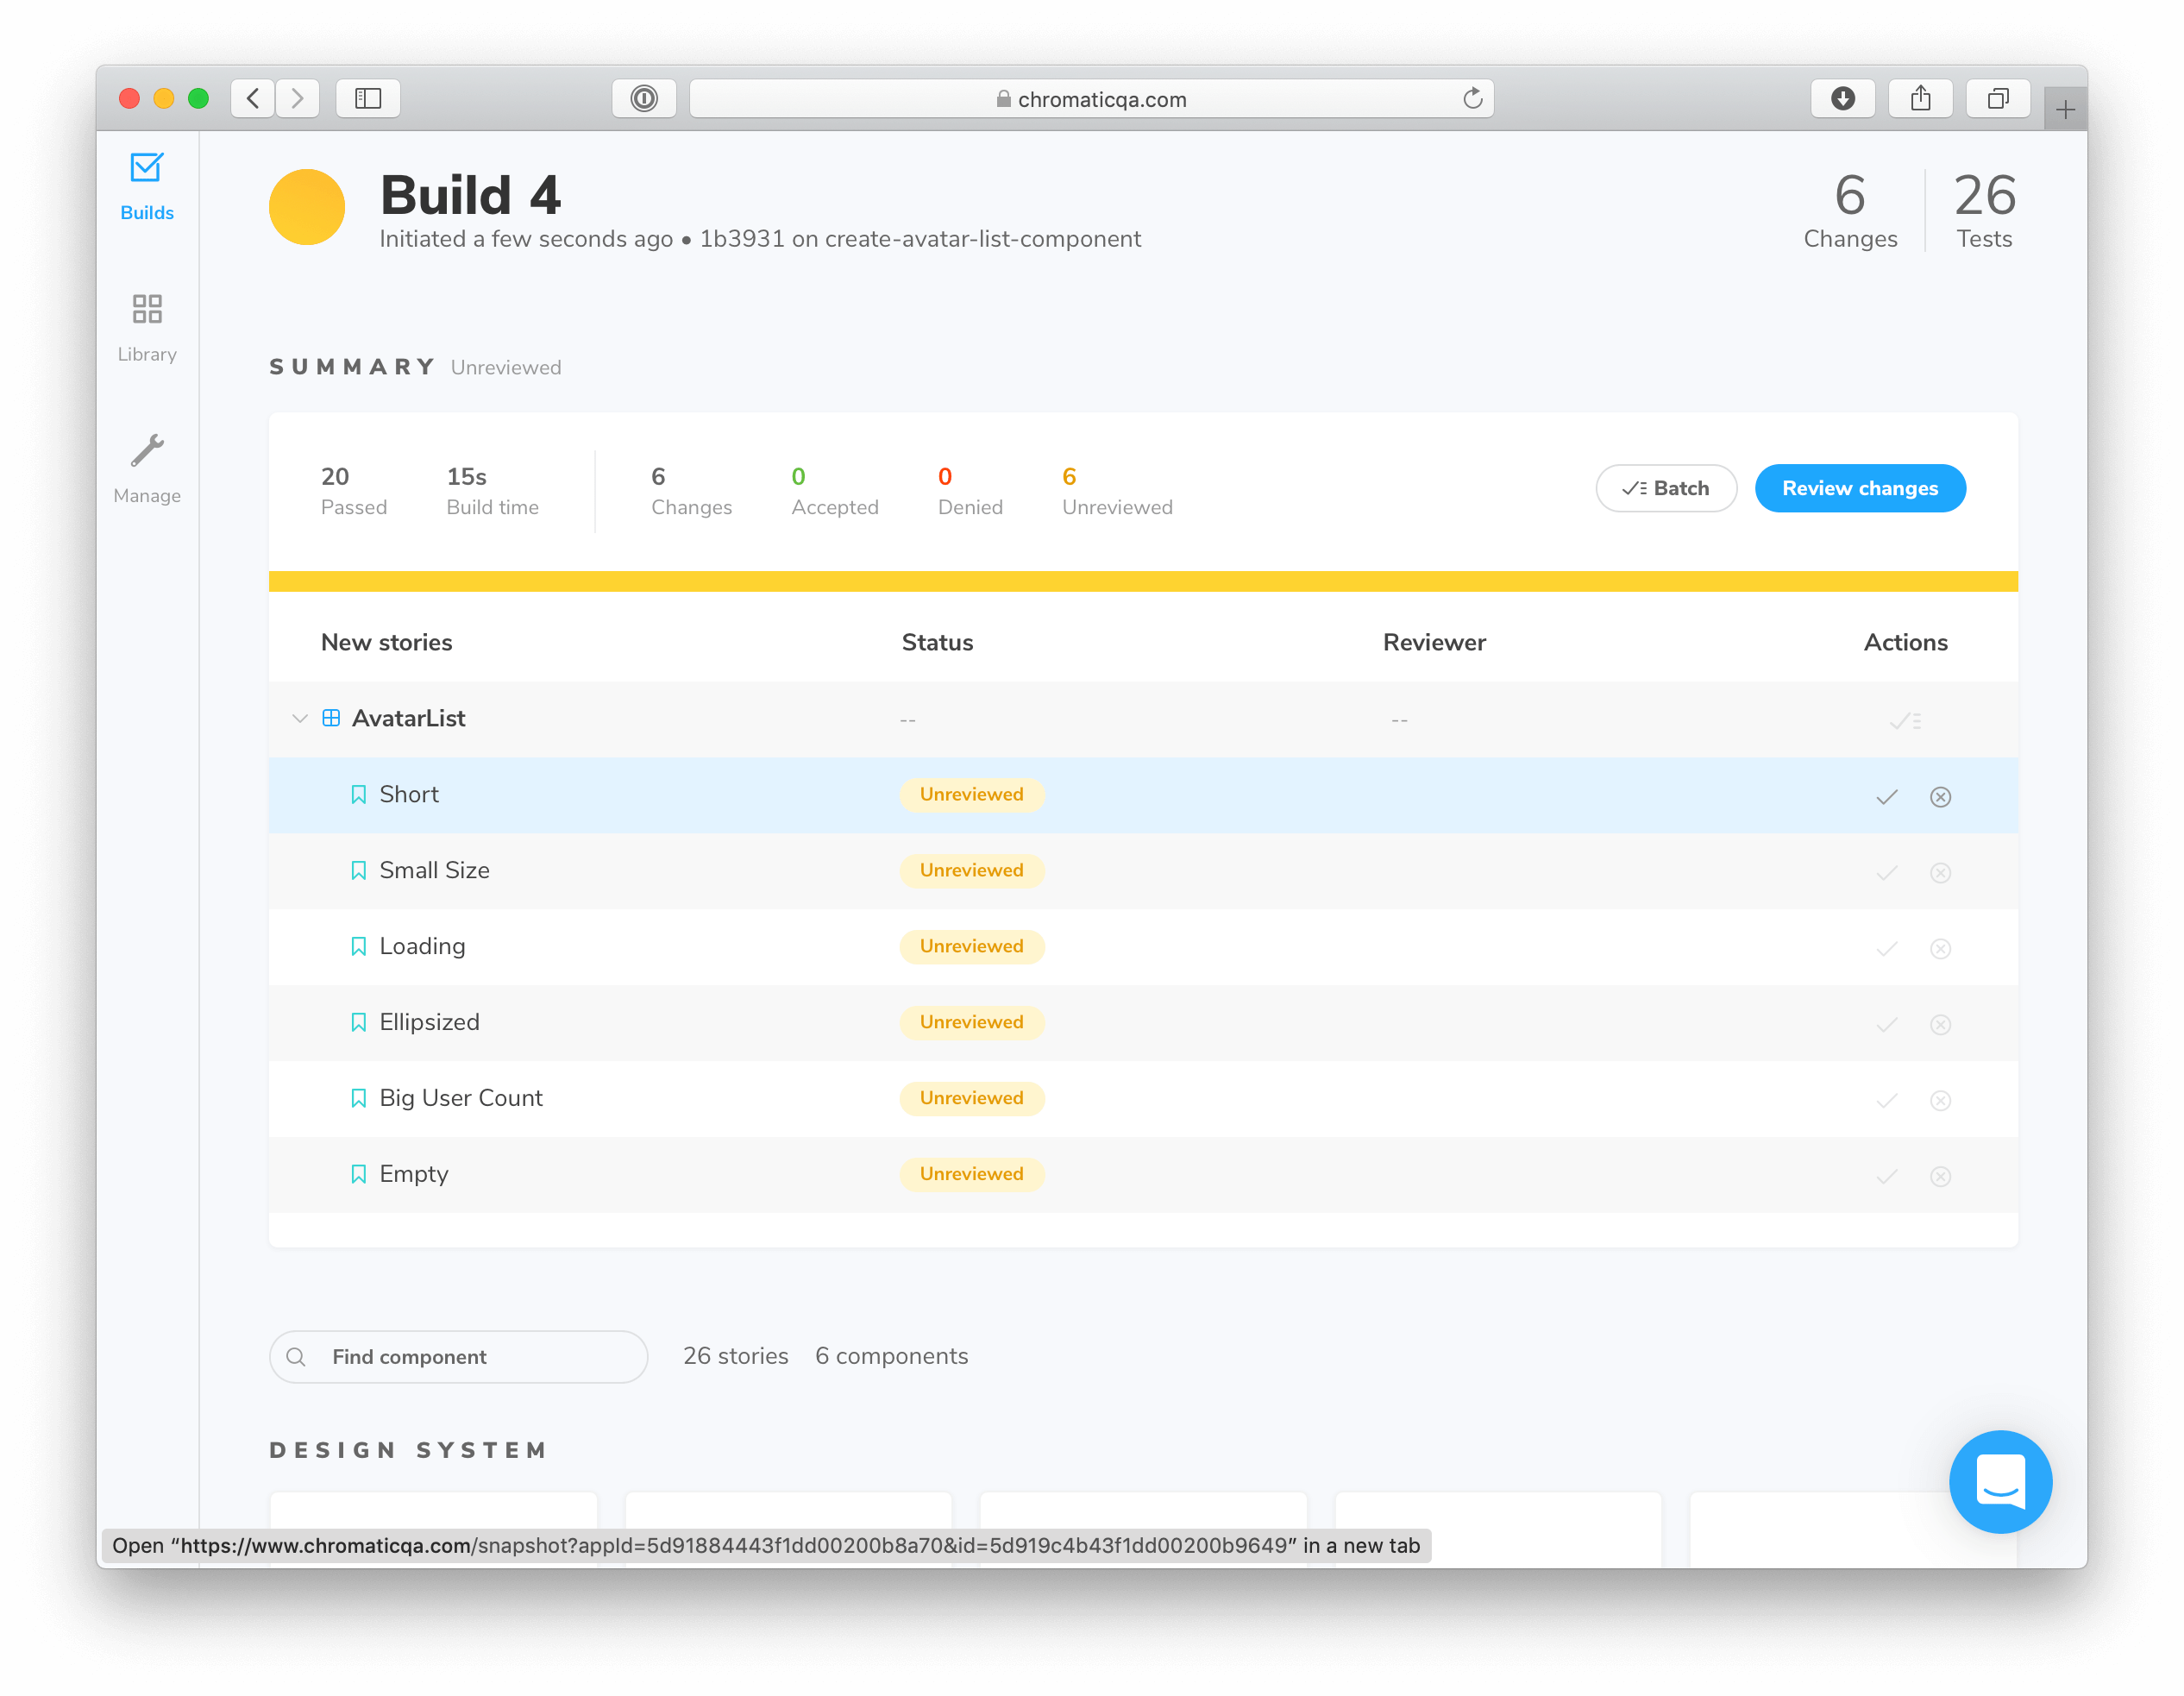 chromaticqa.com
Builds
Library
Manage
Build 4
Initiated a few seconds ago • 1b3931 on create-avatar-list-component
6
Changes
26
Tests
SUMMARY Unreviewed
20
Passed
15s
Build time
6
Changes
0
Accepted
0
Denied
6
Unreviewed
Batch
Review changes
New stories Status Reviewer Actions
AvatarList -- --
Short Unreviewed
Small Size Unreviewed
Loading Unreviewed
Ellipsized Unreviewed
Big User Count Unreviewed
Empty Unreviewed
Find component 26 stories 6 components
DESIGN SYSTEM
Open “https://www.chromaticqa.com/snapshot?appId=5d91884443f1dd00200b8a70&id=5d919c4b43f1dd00200b9649” in a new tab